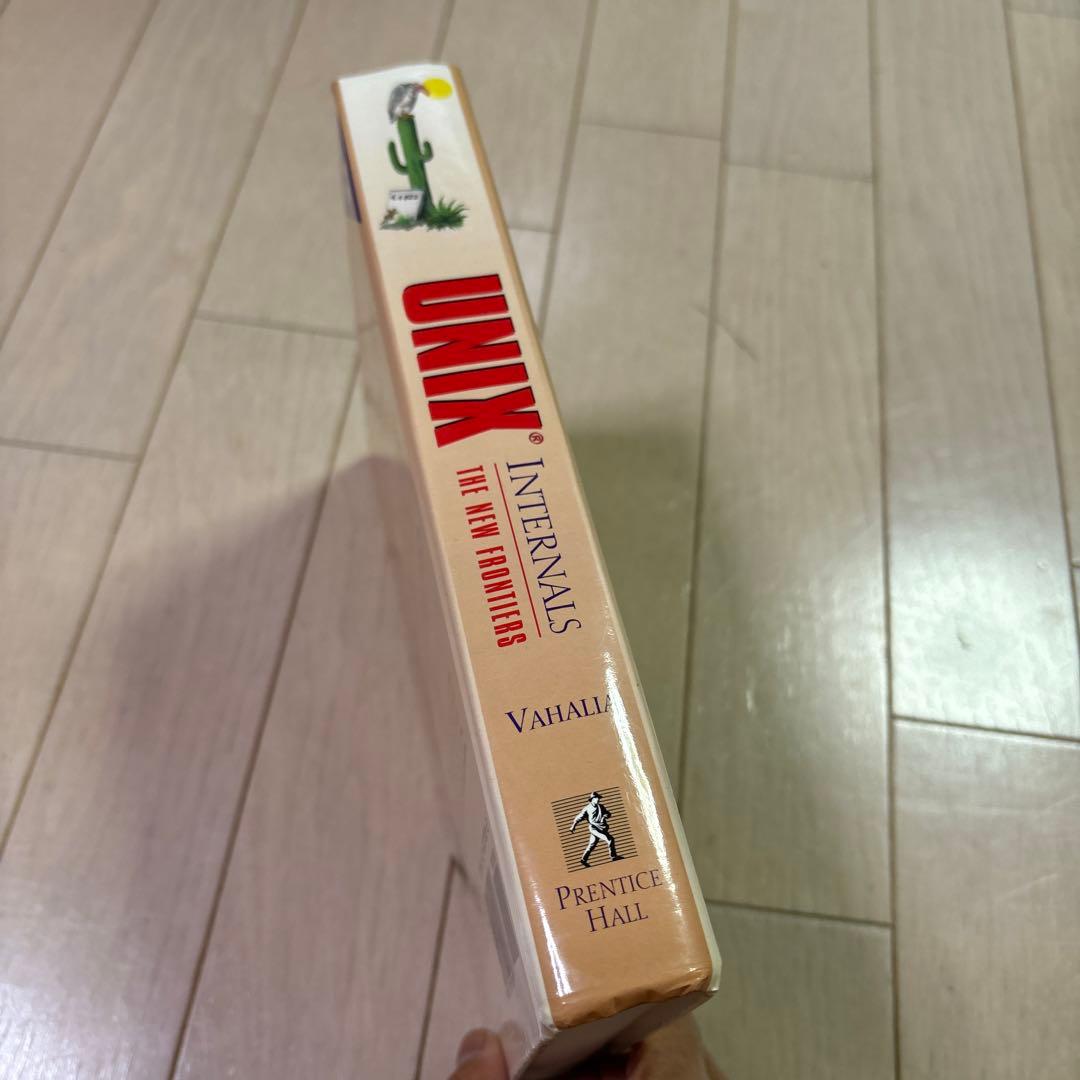 UNIX®
INTERNALS
THE NEW FRONTIERS
VAHALIA
PRENTICE
HALL